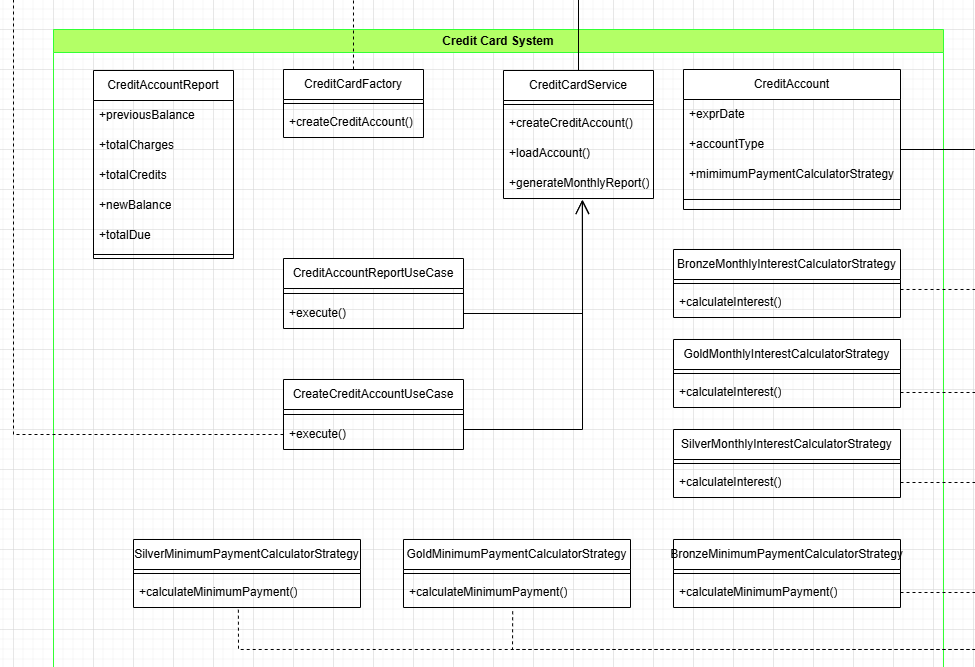 Credit Card System
CreditAccountReport
+previousBalance
+totalCharges
+totalCredits
+newBalance
+totalDue
CreditCardFactory
+createCreditAccount()
CreditCardService
+createCreditAccount()
+loadAccount()
+generateMonthlyReport()
CreditAccount
+exprDate
+accountType
+mimimumPaymentCalculatorStrategy
CreditAccountReportUseCase
+execute()
CreateCreditAccountUseCase
+execute()
BronzeMonthlyInterestCalculatorStrategy
+calculateInterest()
GoldMonthlyInterestCalculatorStrategy
+calculateInterest()
SilverMonthlyInterestCalculatorStrategy
+calculateInterest()
SilverMinimumPaymentCalculatorStrategy
+calculateMinimumPayment()
GoldMinimumPaymentCalculatorStrategy
+calculateMinimumPayment()
BronzeMinimumPaymentCalculatorStrategy
+calculateMinimumPayment()